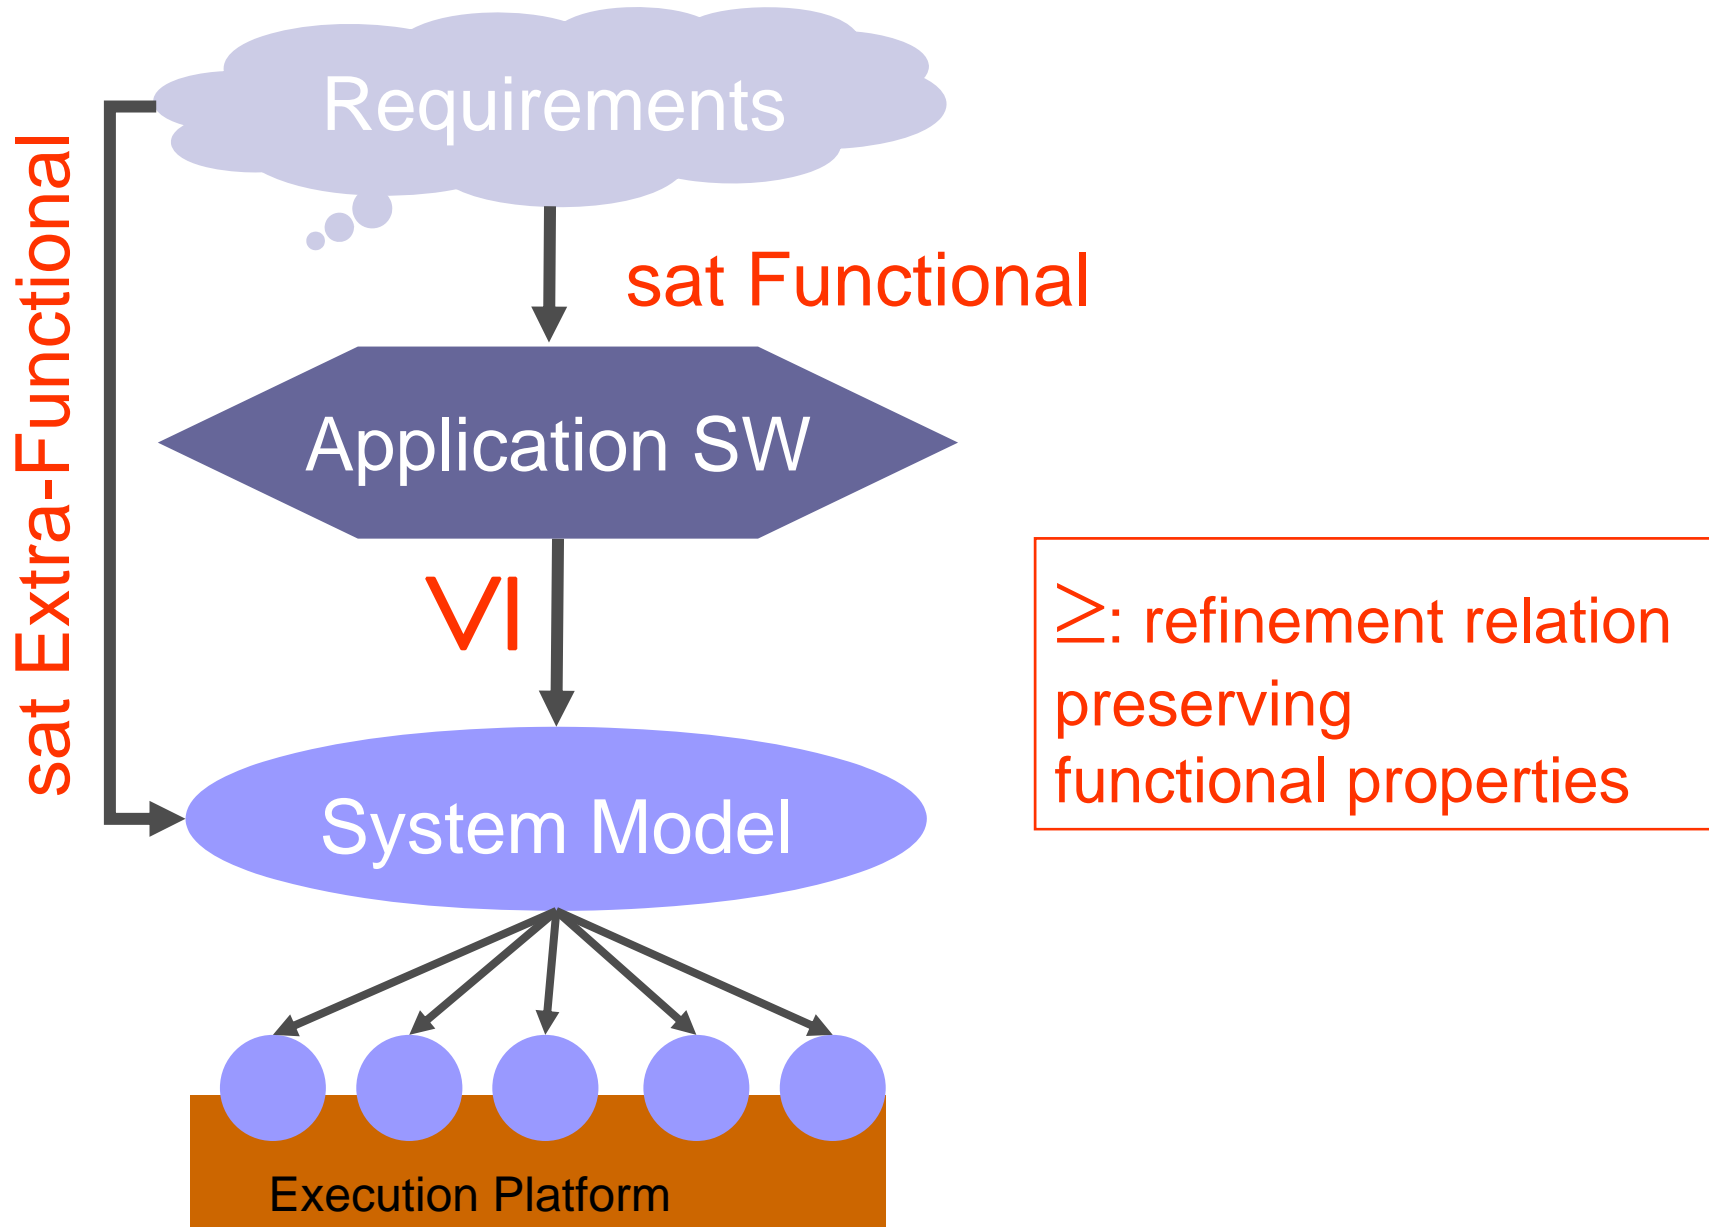 Requirements
sat Extra-Functional
sat Functional
Application SW
≥
≥: refinement relation
preserving
functional properties
System Model
Execution Platform